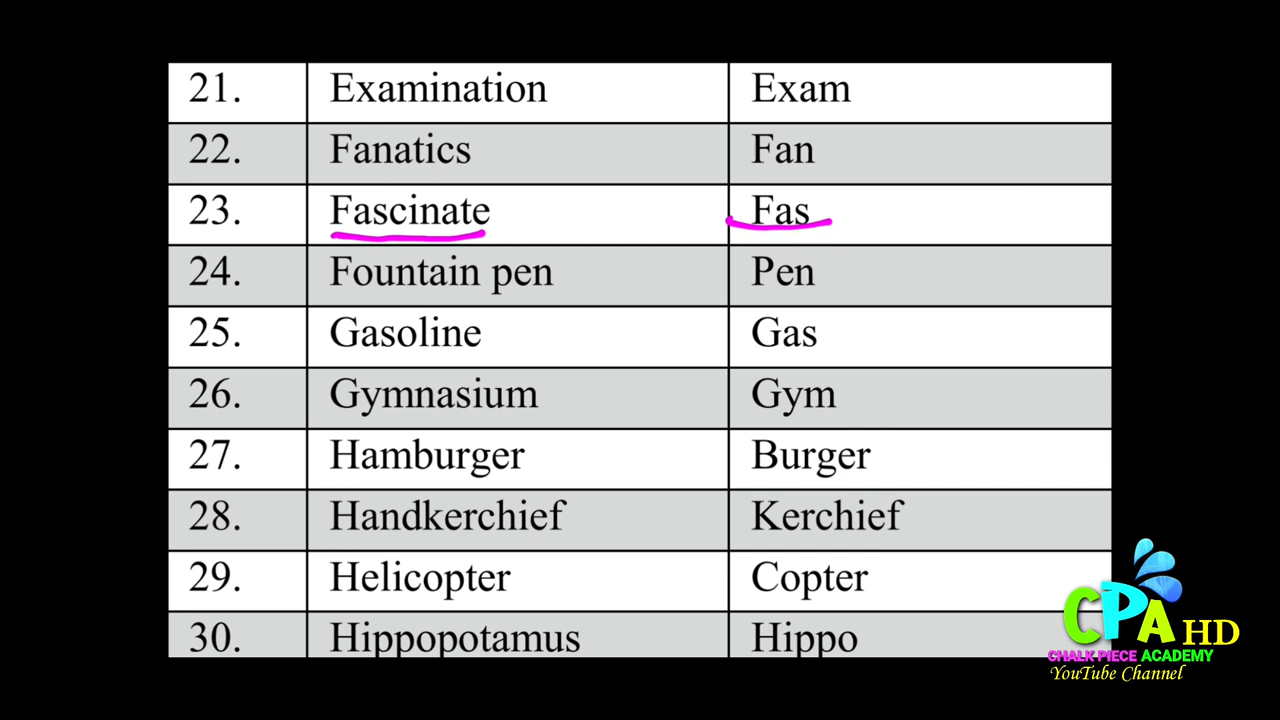 21. Examination Exam
22. Fanatics Fan
23. Fascinate Fas
24. Fountain pen Pen
25. Gasoline Gas
26. Gymnasium Gym
27. Hamburger Burger
28. Handkerchief Kerchief
29. Helicopter Copter
30. Hippopotamus Hippo
CPA HD
CHALK PIECE ACADEMY
YouTube Channel